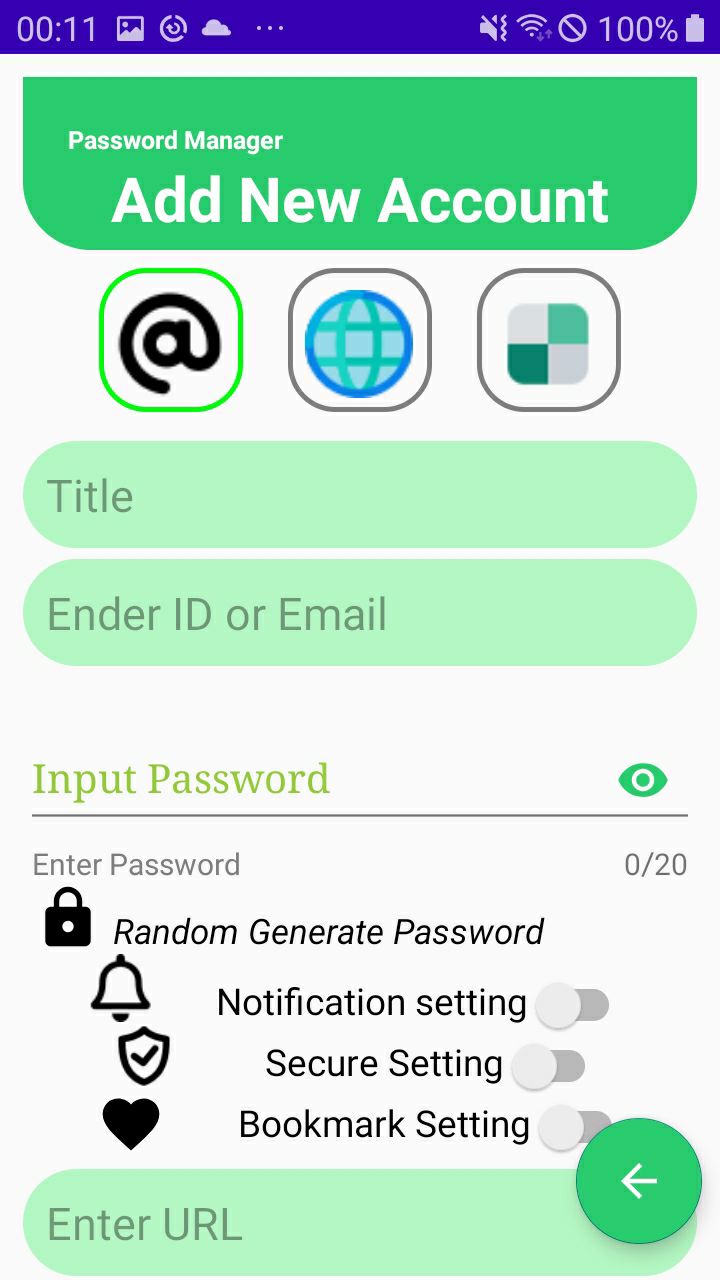 00:11 100%
Password Manager
Add New Account
Title
Ender ID or Email
Input Password
Enter Password 0/20
Random Generate Password
Notification setting
Secure Setting
Bookmark Setting
Enter URL